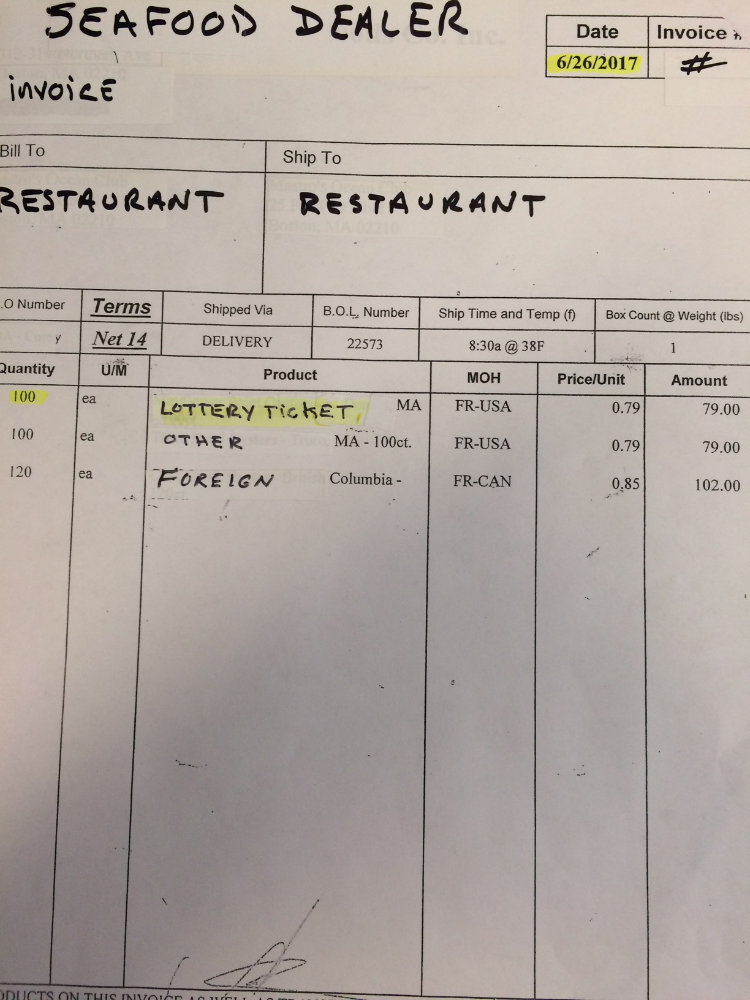 SEAFOOD DEALER
Date Invoice #
6/26/2017 #
invoice
Bill To Ship To
RESTAURANT RESTAURANT
Boston, MA 02210
.O Number Terms Shipped Via B.O.L. Number Ship Time and Temp (f) Box Count @ Weight (lbs)
y Net 14 DELIVERY 22573 8:30a @ 38F 1
Quantity U/M Product MOH Price/Unit Amount
100 ea LOTTERY TICKET MA FR-USA 0.79 79.00
100 ea OTHER MA - 100ct. FR-USA 0.79 79.00
120 ea FOREIGN Columbia - FR-CAN 0.85 102.00
ODUCTS ON THIS INVOICE AS WELL AS